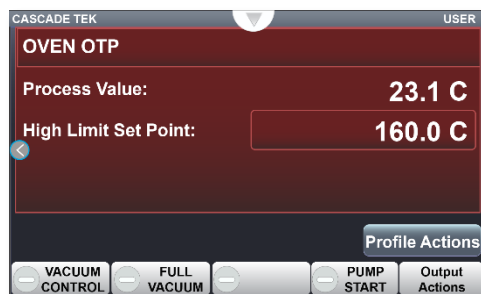 CASCADE TEK USER
OVEN OTP
Process Value: 23.1 C
High Limit Set Point: 160.0 C
Profile Actions
VACUUM CONTROL FULL VACUUM PUMP START Output Actions